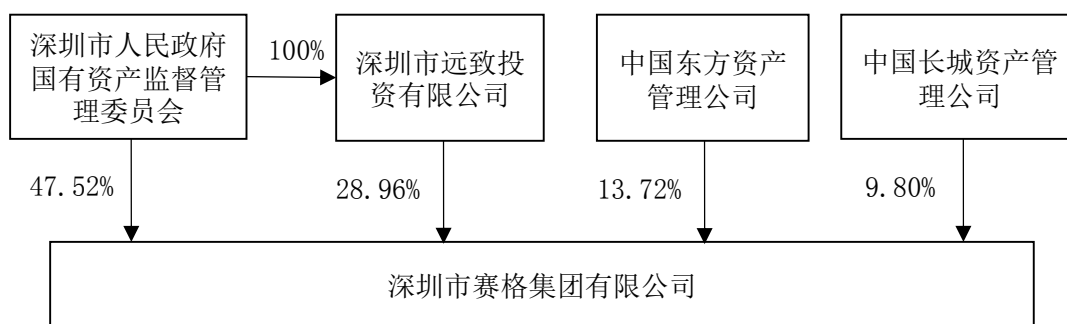 深圳市人民政府
国有资产监督管
理委员会
100%
深圳市远致投
资有限公司
中国东方资产
管理公司
中国长城资产管
理公司
47.52%
28.96%
13.72%
9.80%
深圳市赛格集团有限公司